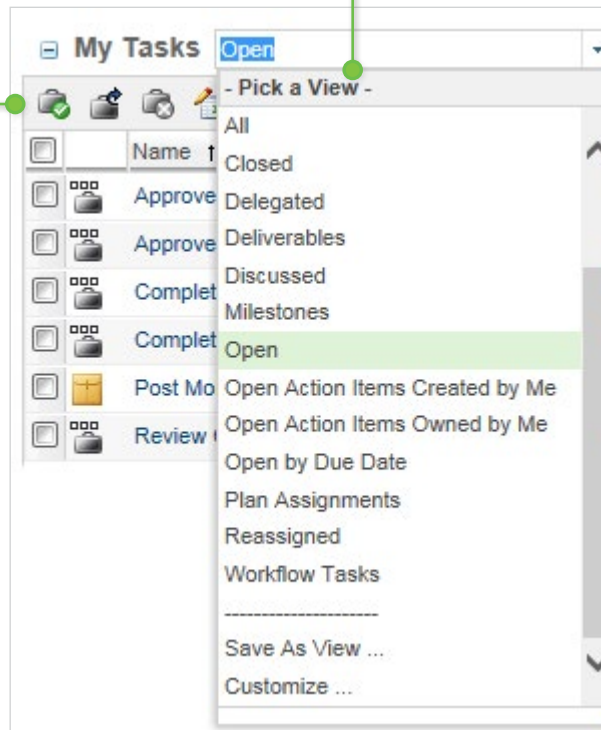 My Tasks Open
- Pick a View -
Name
All
Closed
Approve
Delegated
Approve
Deliverables
Discussed
Complet
Milestones
Complet
Open
Post Mo
Open Action Items Created by Me
Review
Open Action Items Owned by Me
Open by Due Date
Plan Assignments
Reassigned
Workflow Tasks
---------------------
Save As View ...
Customize ...